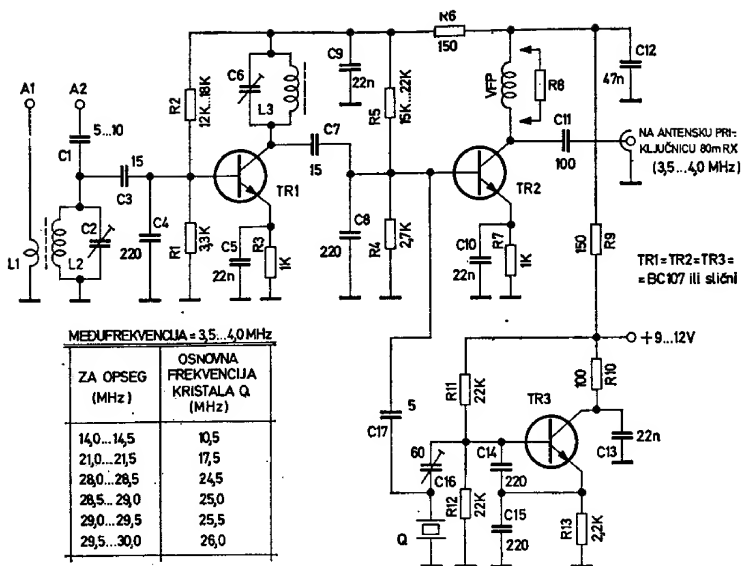 R6
150
A1
A2
5...10
C1
15
C3
C2
L1
L2
C4
220
R2
12K...18K
R1
3,3K
C6
L3
TR1
C5
22n
R3
1K
C9
22n
C7
15
C8
220
R5
15K...22K
R4
2,7K
VFP
R8
TR2
C10
22n
R7
1K
C11
100
C12
47n
NA ANTENSKU PRI-
KLJUČNICU 80m RX
(3,5...4,0 MHz)
150
R9
TR1=TR2=TR3=
=BC107 ili slični
+9...12V
MEĐUFREKVENCIJA = 3,5...4,0 MHz
ZA OPSEG
(MHz)
OSNOVNA
FREKVENCIJA
KRISTALA Q
(MHz)
14,0...14,5 10,5
21,0...21,5 17,5
28,0...28,5 24,5
28,5...29,0 25,0
29,0...29,5 25,5
29,5...30,0 26,0
5
C17
60
C16
Q
R11
22K
R12
22K
C14
220
C15
220
TR3
100
R10
C13
22n
R13
2,2K